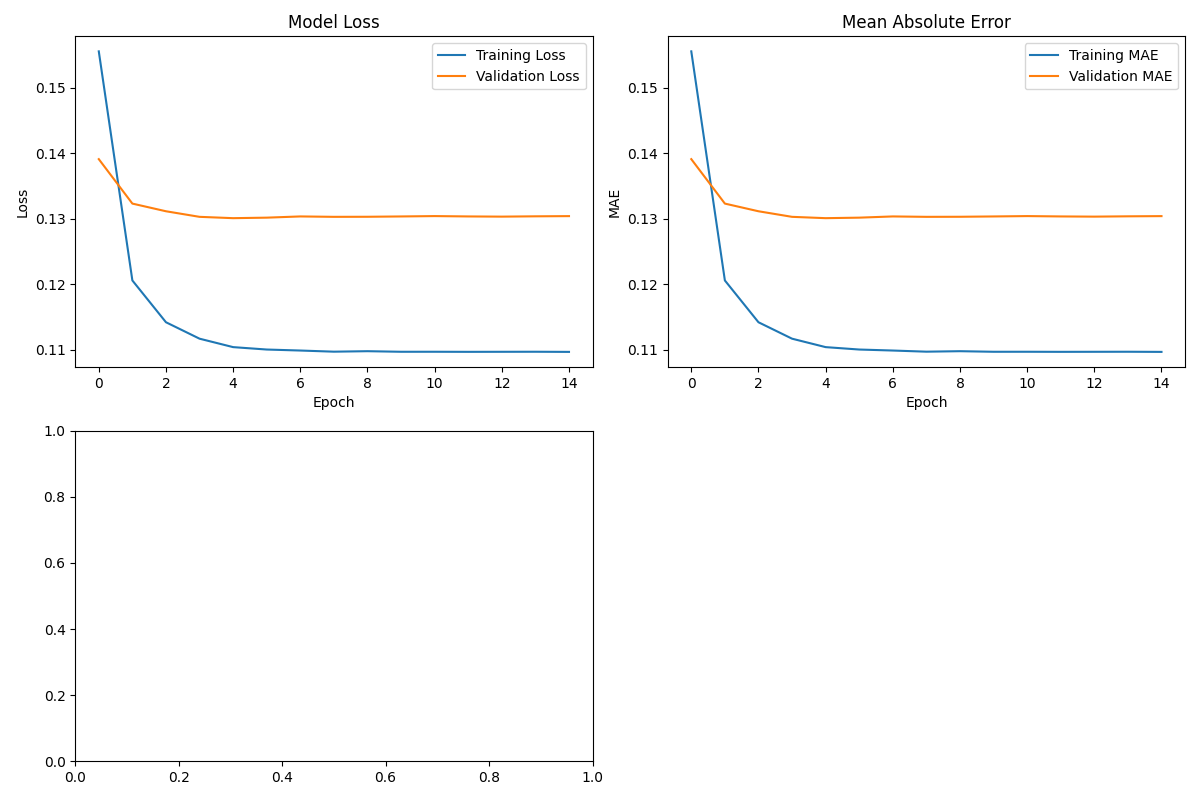 Model Loss
Training Loss
Validation Loss
0.15
0.14
0.13
0.12
0.11
Loss
0 2 4 6 8 10 12 14
Epoch
Mean Absolute Error
Training MAE
Validation MAE
0.15
0.14
0.13
0.12
0.11
MAE
0 2 4 6 8 10 12 14
Epoch
1.0
0.8
0.6
0.4
0.2
0.0
0.0 0.2 0.4 0.6 0.8 1.0